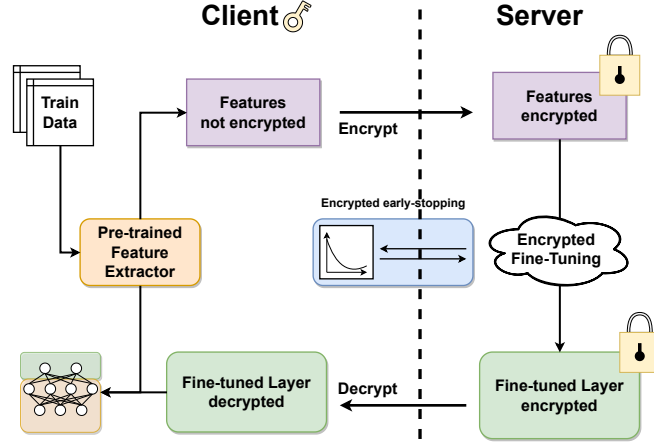 Client
Server
Train
Data
Features
not encrypted
Encrypt
Features
encrypted
Encrypted early-stopping
Pre-trained
Feature
Extractor
Encrypted
Fine-Tuning
Fine-tuned Layer
decrypted
Decrypt
Fine-tuned Layer
encrypted